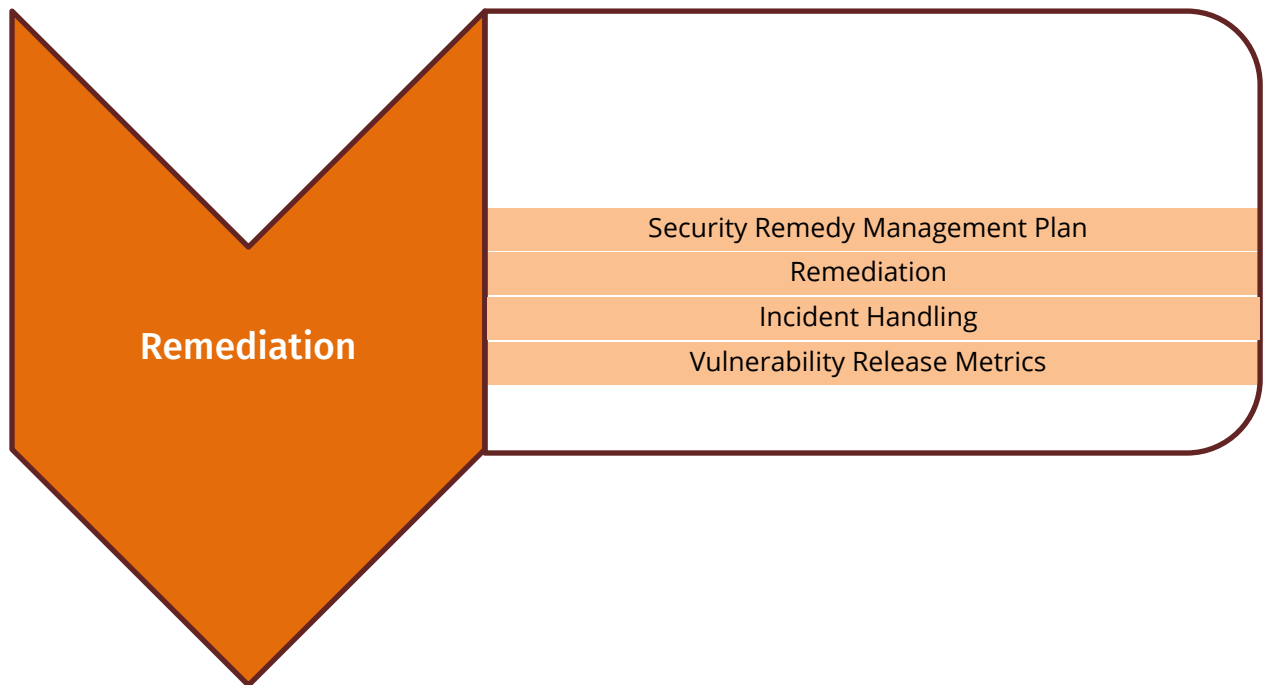 Remediation
Security Remedy Management Plan
Remediation
Incident Handling
Vulnerability Release Metrics